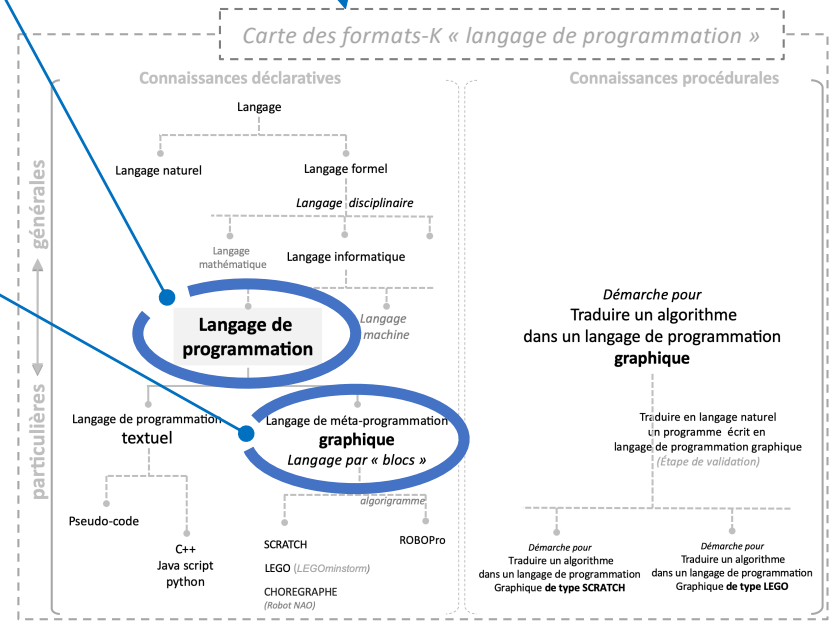 Carte des formats-K « langage de programmation »
Connaissances déclaratives
Connaissances procédurales
générales
particulières
Langage
Langage naturel
Langage formel
Langage disciplinaire
Langage
mathématique
Langage informatique
Langage de
programmation
Langage
machine
Langage de programmation
textuel
Langage de méta-programmation
graphique
Langage par « blocs »
algorigramme
Pseudo-code
C++
Java script
python
SCRATCH
LEGO (LEGOminstorm)
CHOREGRAPHE
(Robot NAO)
ROBOPro
Démarche pour
Traduire un algorithme
dans un langage de programmation
graphique
Traduire en langage naturel
un programme écrit en
langage de programmation graphique
(Étape de validation)
Démarche pour
Traduire un algorithme
dans un langage de programmation
Graphique de type SCRATCH
Démarche pour
Traduire un algorithme
dans un langage de programmation
Graphique de type LEGO